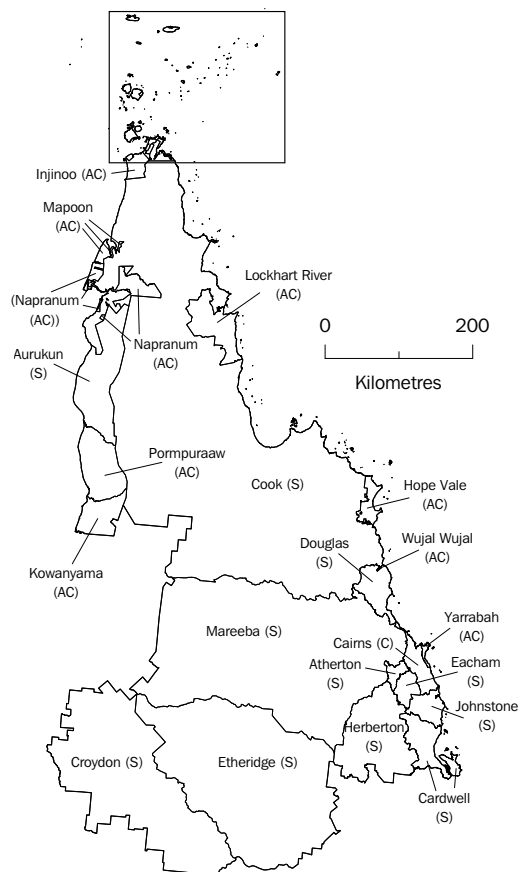 Injinoo (AC)
Mapoon
(AC)
Lockhart River
(AC)
(Napranum
(AC))
0 200
Napranum
(AC)
Aurukun
(S)
Kilometres
Pormpuraaw
(AC)
Cook (S)
Hope Vale
(AC)
Douglas
(S)
Wujal Wujal
(AC)
Kowanyama
(AC)
Yarrabah
(AC)
Mareeba (S)
Cairns (C)
Atherton
(S)
Eacham
(S)
Johnstone
(S)
Herberton
(S)
Croydon (S)
Etheridge (S)
Cardwell
(S)